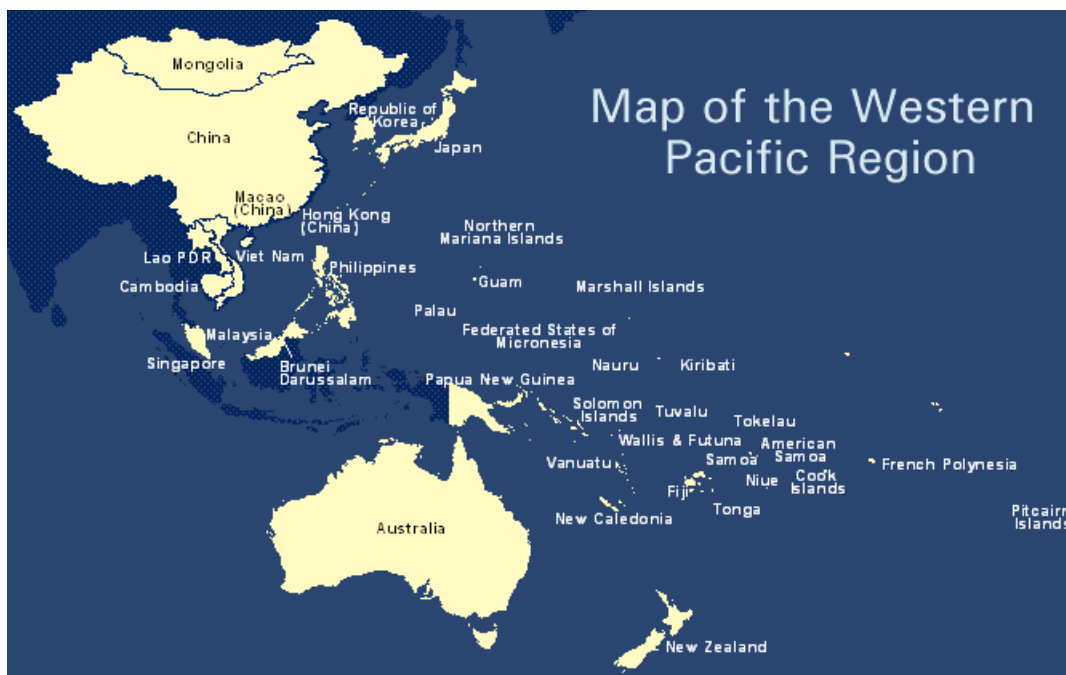 Map of the Western
Pacific Region
Mongolia
China
Republic of
Korea
Japan
Macao
(China)
Hong Kong
(China)
Northern
Mariana Islands
Lao PDR
Viet Nam
Philippines
Cambodia
Guam
Marshall Islands
Palau
Malaysia
Federated States of
Micronesia
Singapore
Brunei
Darussalam
Nauru
Kiribati
Papua New Guinea
Solomon
Islands
Tuvalu
Tokelau
Wallis & Futuna
American
Samoa
Samoa
Vanuatu
French Polynesia
Fiji
Niue
Cook
Islands
Tonga
New Caledonia
Pitcairn
Islands
Australia
New Zealand